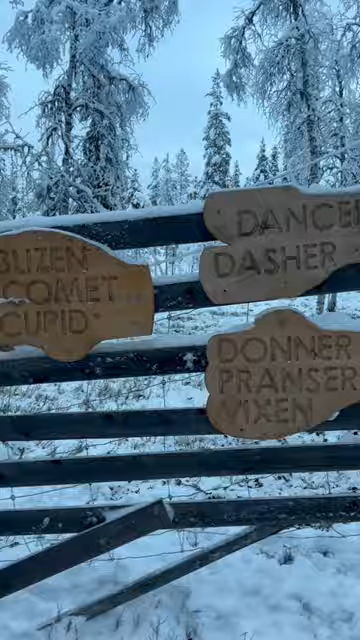 BLIZEN
COMET
CUPID
DANCER
DASHER
DONNER
PRANSER
VIXEN